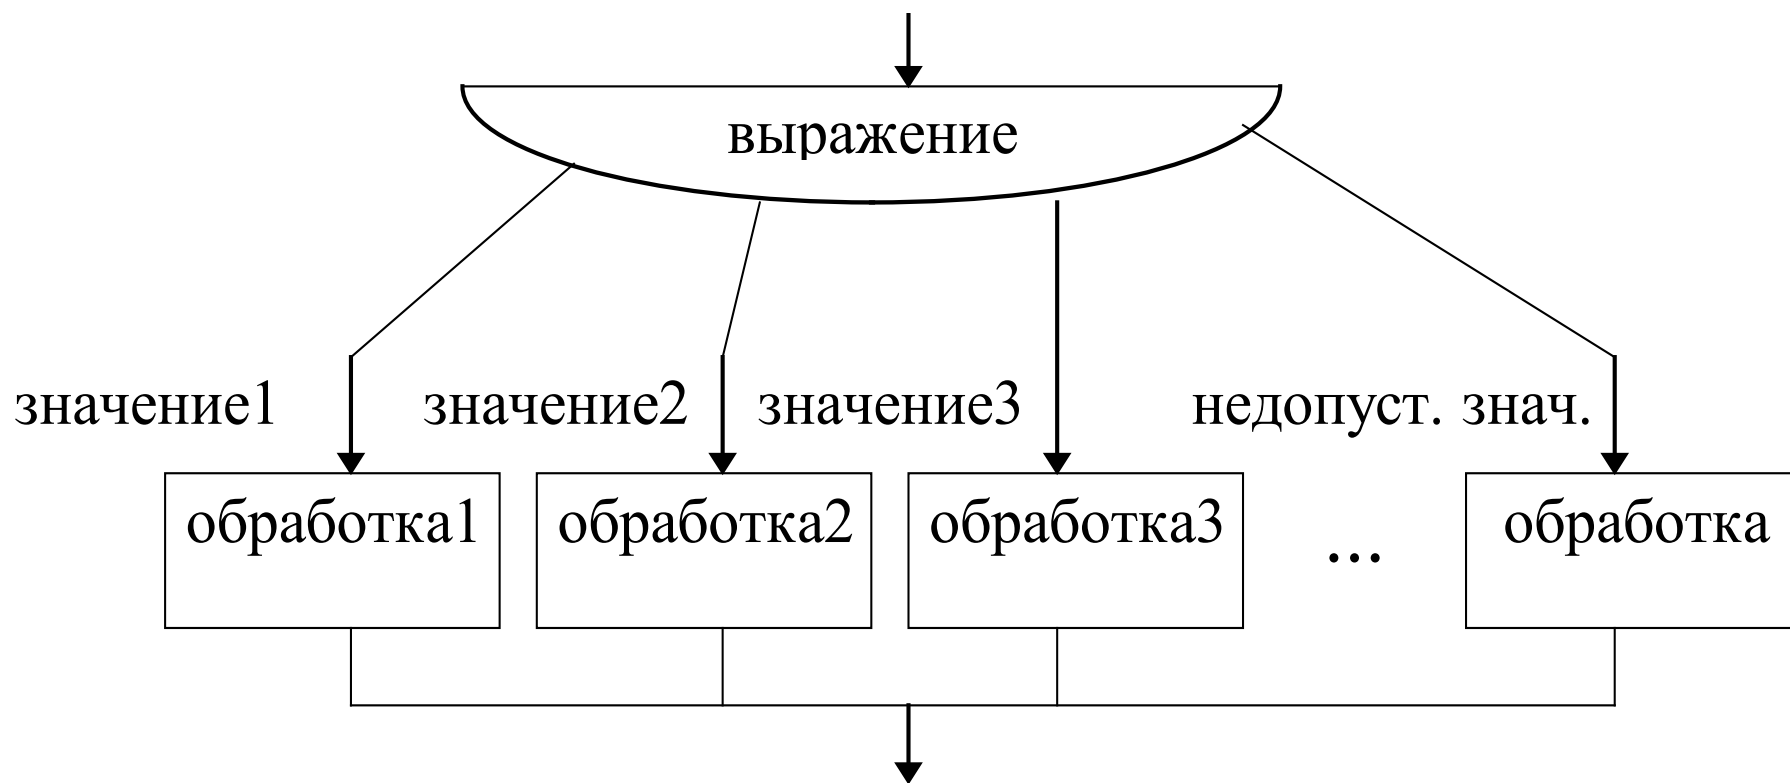 выражение
значение1 значение2 значение3 недопуст. знач.
обработка1 обработка2 обработка3 ... обработка